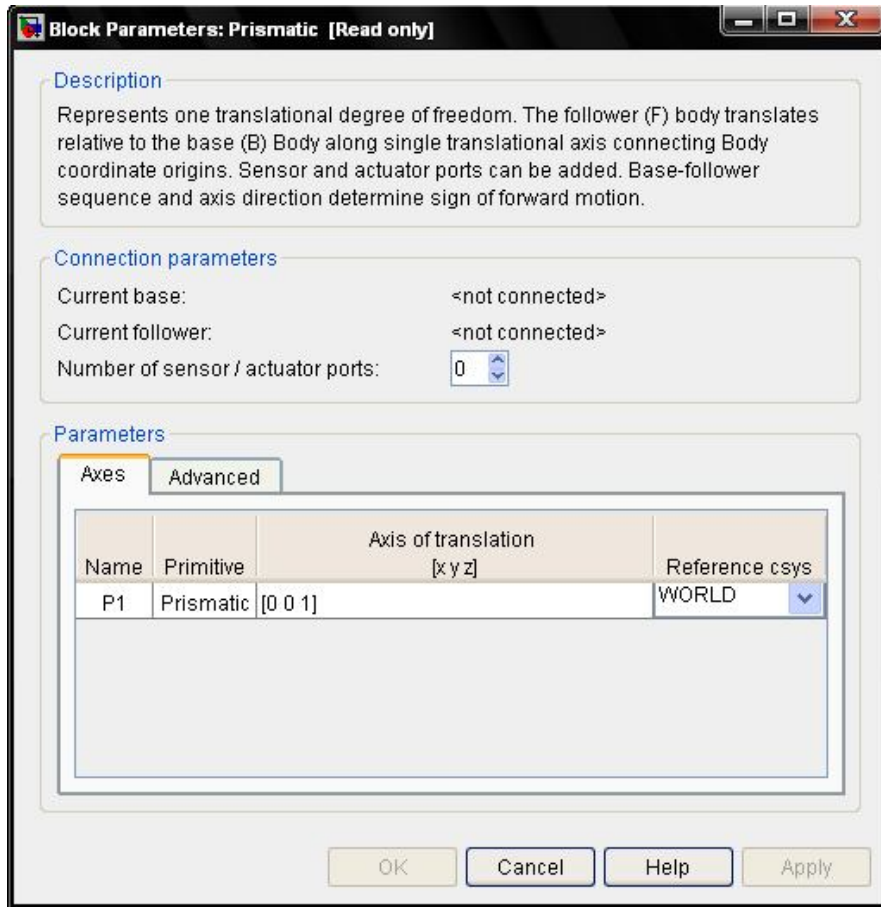 Block Parameters: Prismatic [Read only]
Description
Represents one translational degree of freedom. The follower (F) body translates
relative to the base (B) Body along single translational axis connecting Body
coordinate origins. Sensor and actuator ports can be added. Base-follower
sequence and axis direction determine sign of forward motion.
Connection parameters
Current base: <not connected>
Current follower: <not connected>
Number of sensor / actuator ports: 0
Parameters
Axes Advanced
Axis of translation
Name Primitive [x y z] Reference csys
P1 Prismatic [0 0 1] WORLD
OK Cancel Help Apply